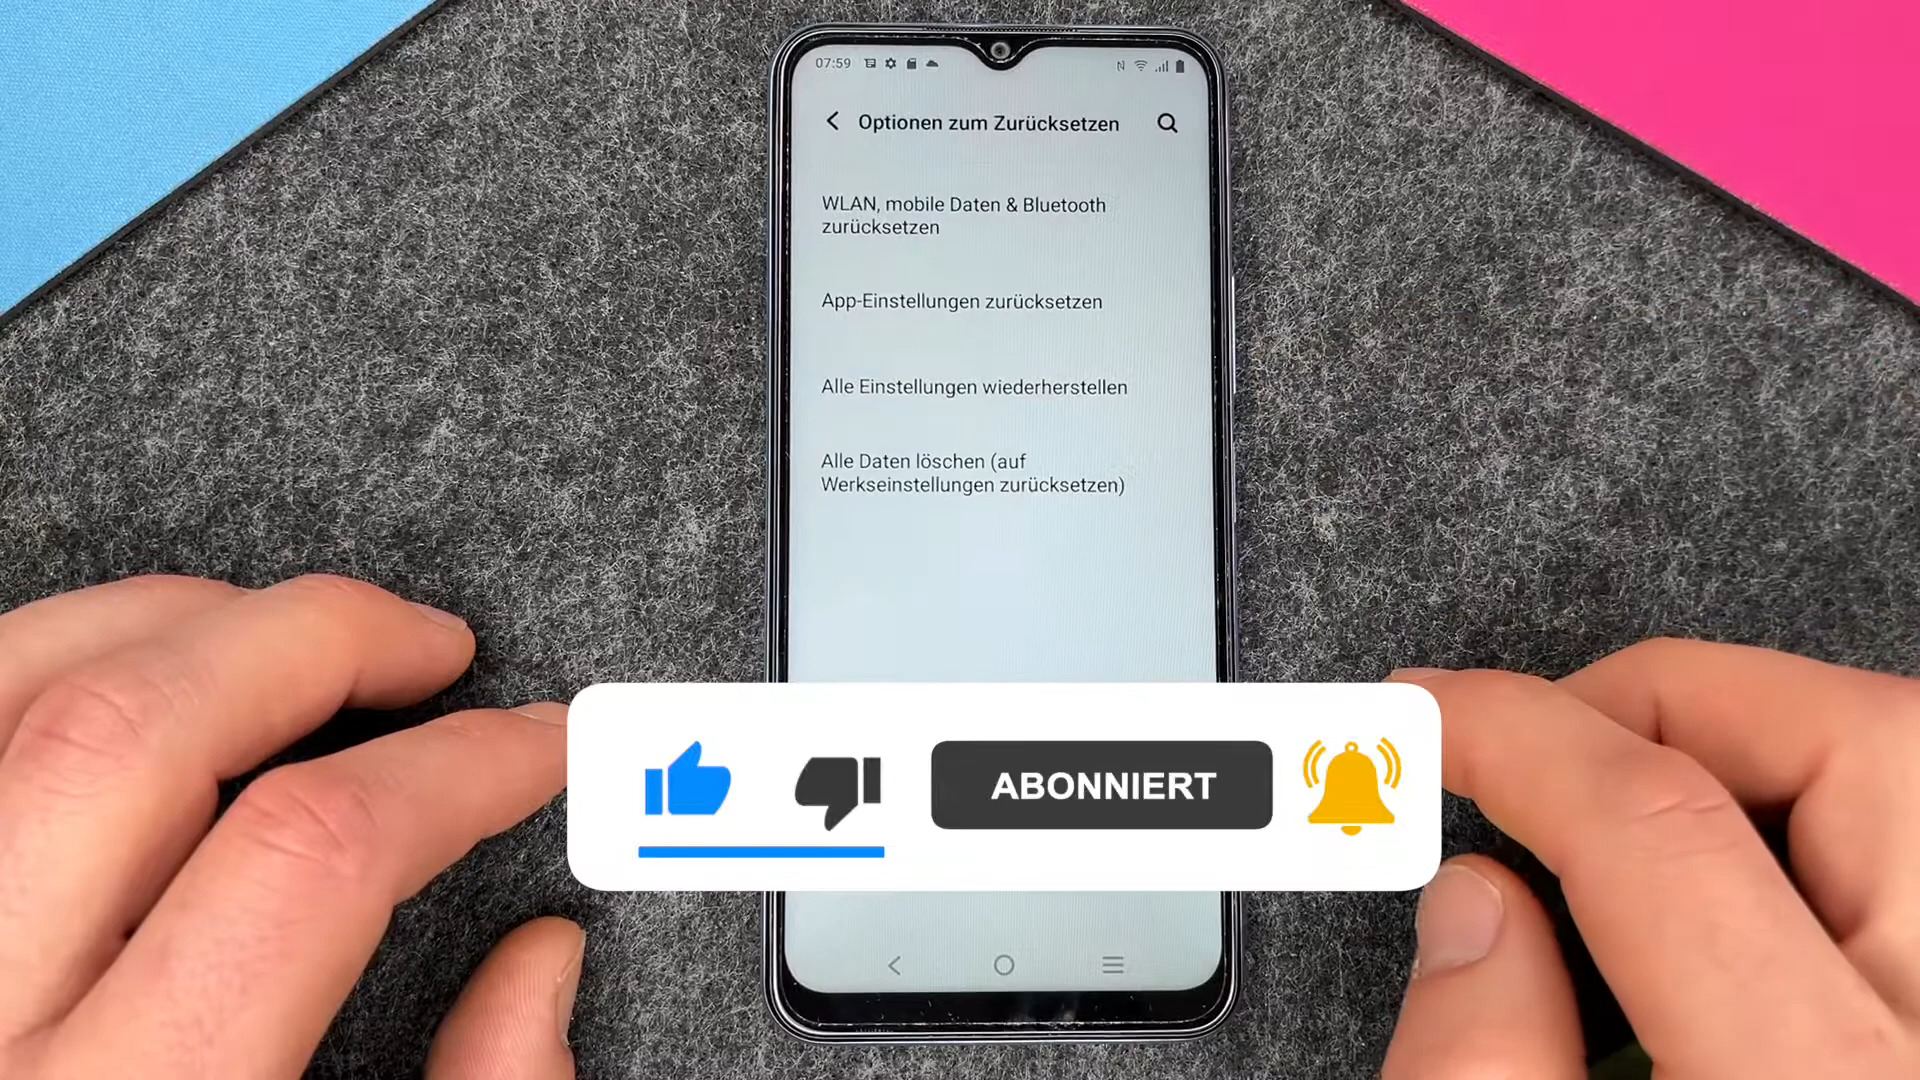 07:59
Optionen zum Zurücksetzen
WLAN, mobile Daten & Bluetooth
zurücksetzen
App-Einstellungen zurücksetzen
Alle Einstellungen wiederherstellen
Alle Daten löschen (auf
Werkseinstellungen zurücksetzen)
ABONNIERT